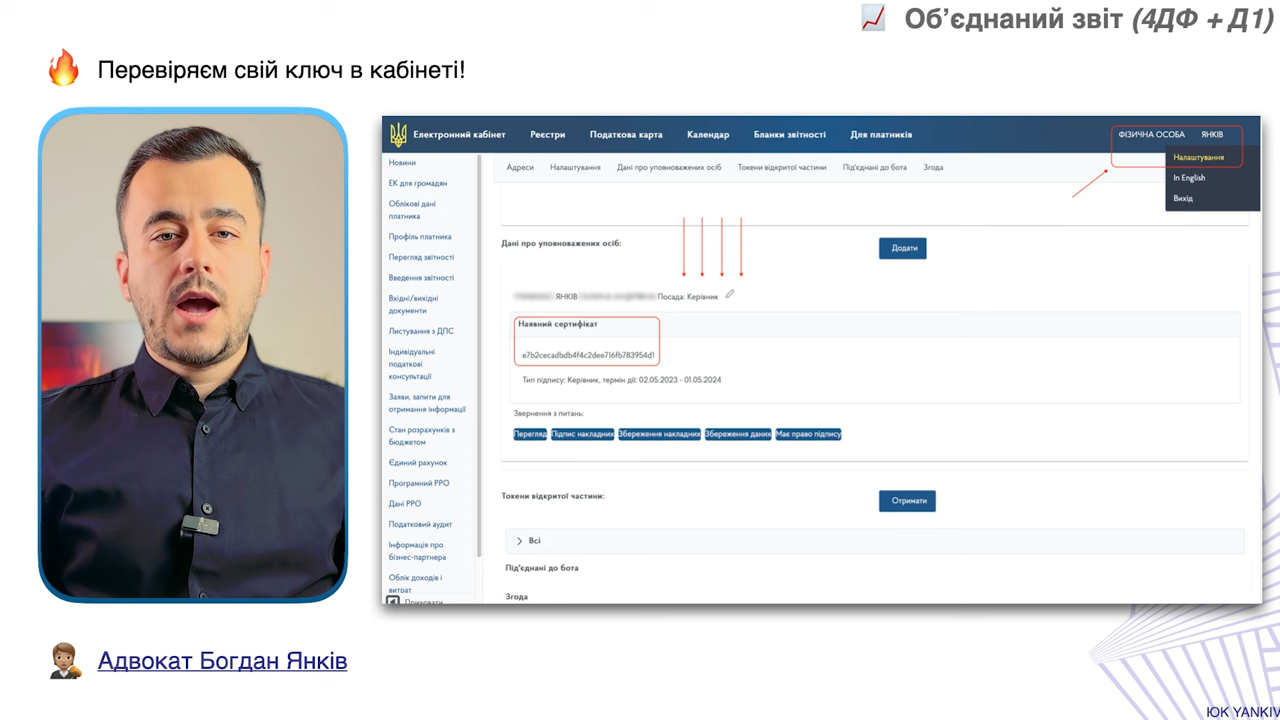 Об’єднаний звіт (4ДФ + Д1)
Перевіряєм свій ключ в кабінеті!
Електронний кабінет Реєстри Податкова карта Календар Бланки звітності Для платників ФІЗИЧНА ОСОБА ЯНКІВ
Налаштування
In English
Вихід
Адреси Налаштування Дані про уповноважених осіб Токени відкритої частини Під'єднані до бота Згода
Новини
ЕК для громадян
Облікові дані
платника
Профіль платника
Перегляд звітності
Введення звітності
Вхідні/вихідні
документи
Листування з ДПС
Індивідуальні
податкові
консультації
Заяви, запити для
отримання інформації
Стан розрахунків з
бюджетом
Єдиний рахунок
Програмний РРО
Дані РРО
Податковий аудит
Інформація про
бізнес-партнера
Облік доходів і
витрат
Приховати
Дані про уповноважених осіб:
Додати
ЯНКІВ Посада: Керівник
Наявний сертифікат
e7b2cecadbdb4f4c2dee716fb783954d1
Тип підпису: Керівник, термін дії: 02.05.2023 - 01.05.2024
Звернення з питань:
Перегляд Підпис накладних Збереження накладних Збереження даних Має право підпису
Токени відкритої частини:
Отримати
Всі
Під'єднані до бота
Згода
Адвокат Богдан Янків
ЮК YANKIV